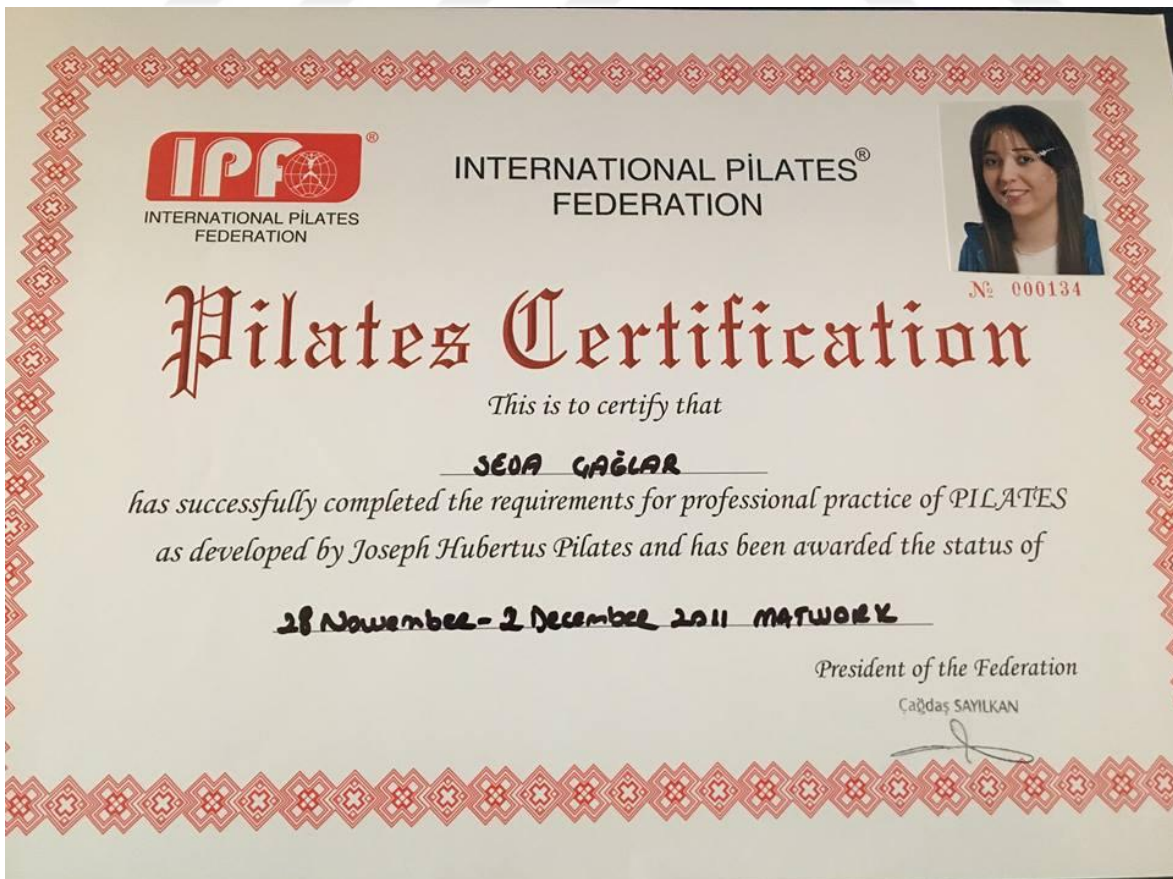 IPF ®
INTERNATIONAL PİLATES
FEDERATION
INTERNATIONAL PİLATES®
FEDERATION
№ 000134
Pilates Certification
This is to certify that
SEDA ÇAĞLAR
has successfully completed the requirements for professional practice of PILATES
as developed by Joseph Hubertus Pilates and has been awarded the status of
28 Nowember - 2 December 2011 MATWORK
President of the Federation
Çağdaş SAYILKAN